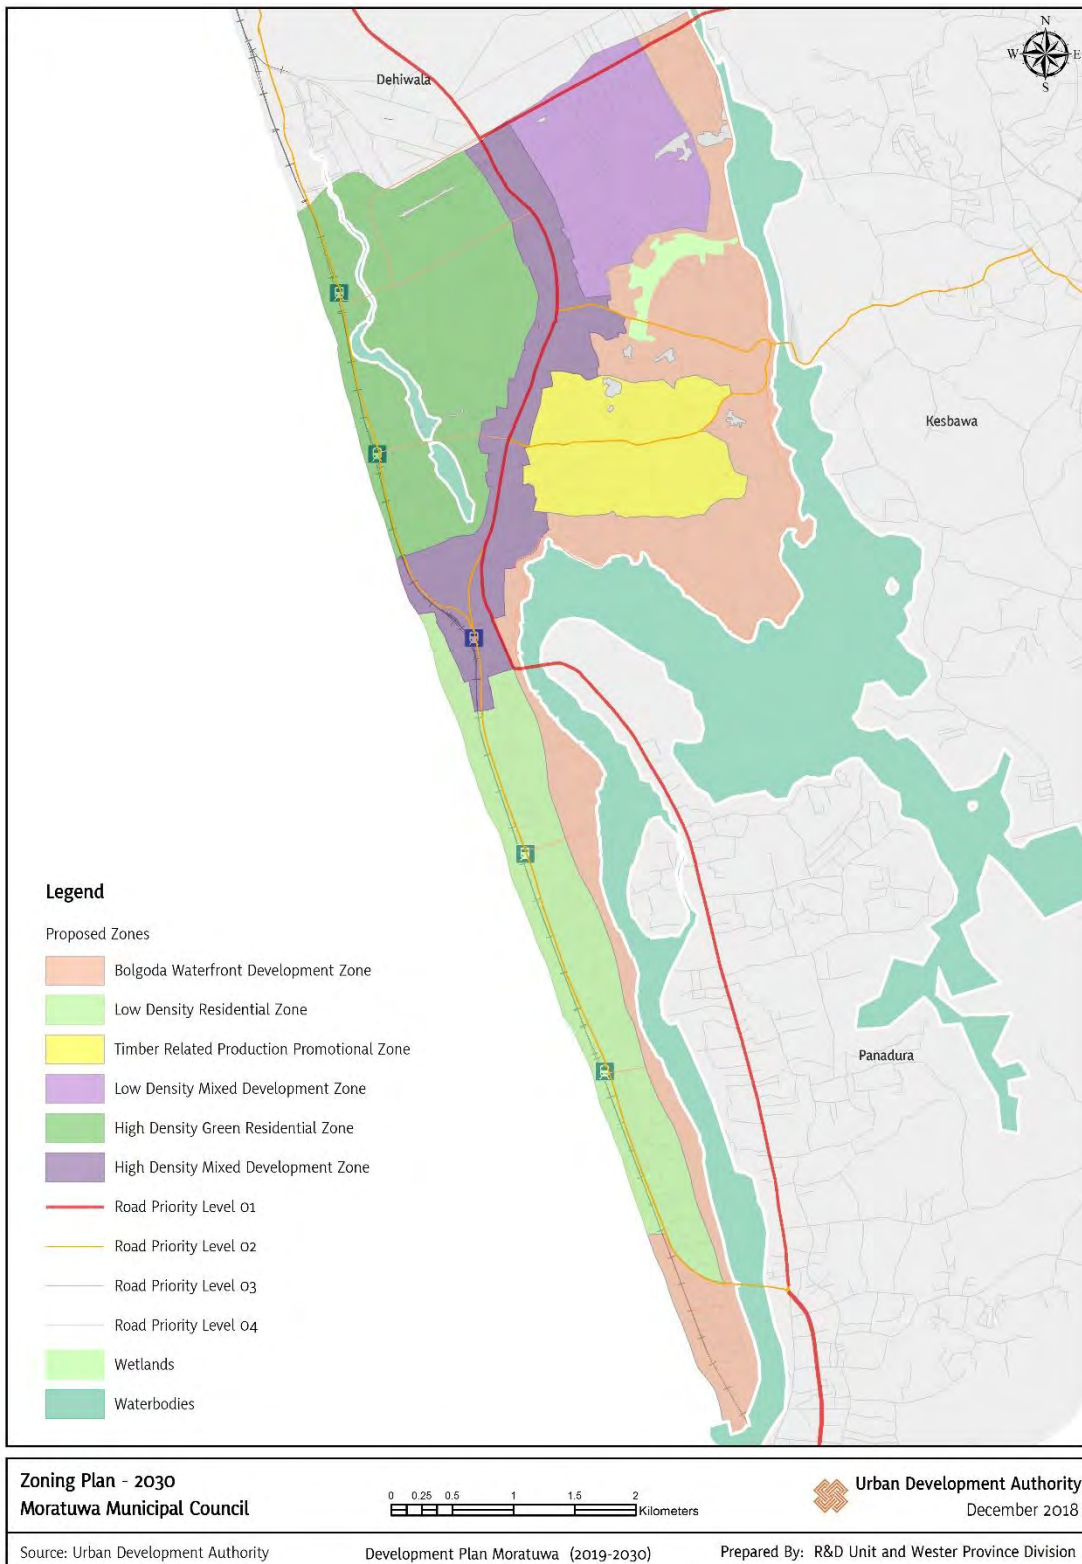 N
W E
S
Dehiwala
Kesbawa
Panadura
Legend
Proposed Zones
Bolgoda Waterfront Development Zone
Low Density Residential Zone
Timber Related Production Promotional Zone
Low Density Mixed Development Zone
High Density Green Residential Zone
High Density Mixed Development Zone
Road Priority Level 01
Road Priority Level 02
Road Priority Level 03
Road Priority Level 04
Wetlands
Waterbodies
Zoning Plan - 2030
Moratuwa Municipal Council
0 0.25 0.5 1 1.5 2
Kilometers
Urban Development Authority
December 2018
Source: Urban Development Authority
Development Plan Moratuwa (2019-2030)
Prepared By: R&D Unit and Wester Province Division